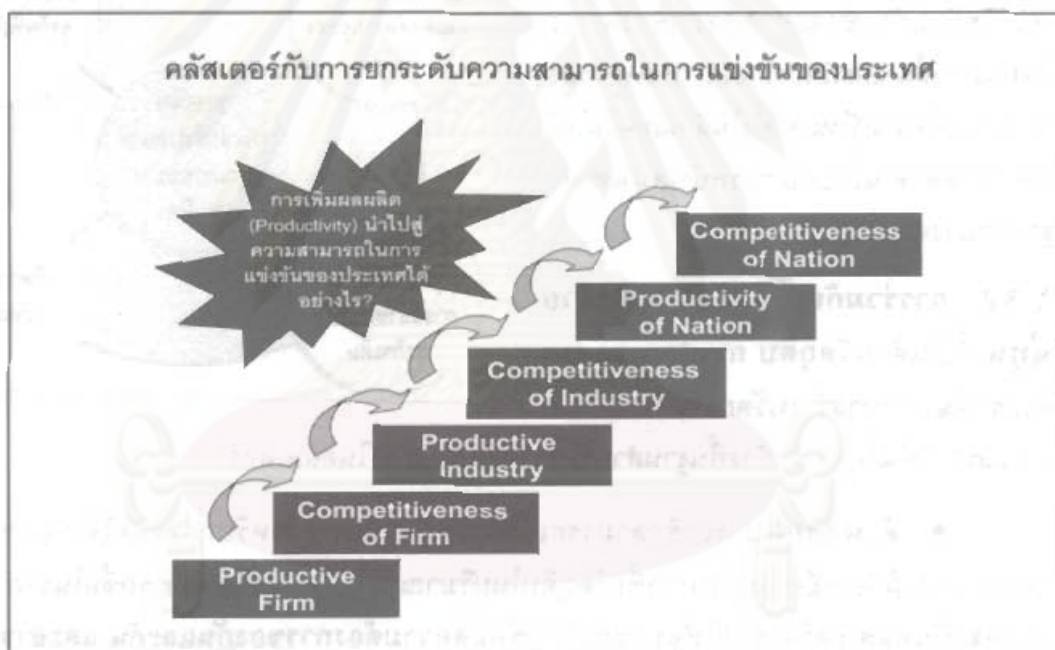 คลัสเตอร์กับการยกระดับความสามารถในการแข่งขันของประเทศ
การเพิ่มผลผลิต
(Productivity) นำไปสู่
ความสามารถในการ
แข่งขันของประเทศได้
อย่างไร?
Competitiveness
of Nation
Productivity
of Nation
Competitiveness
of Industry
Productive
Industry
Competitiveness
of Firm
Productive
Firm